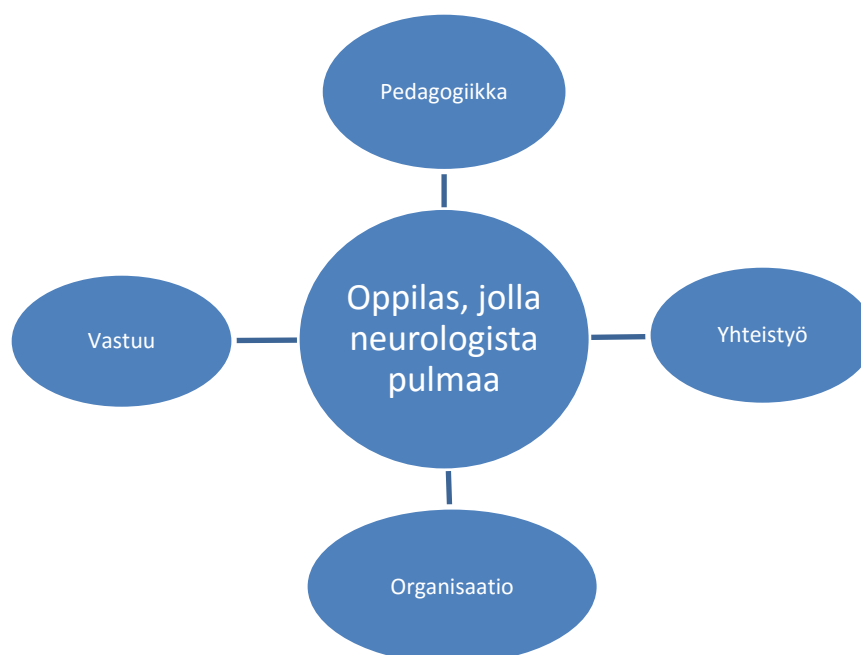 Pedagogiikka
Oppilas, jolla
neurologista
pulmaa
Vastuu
Yhteistyö
Organisaatio